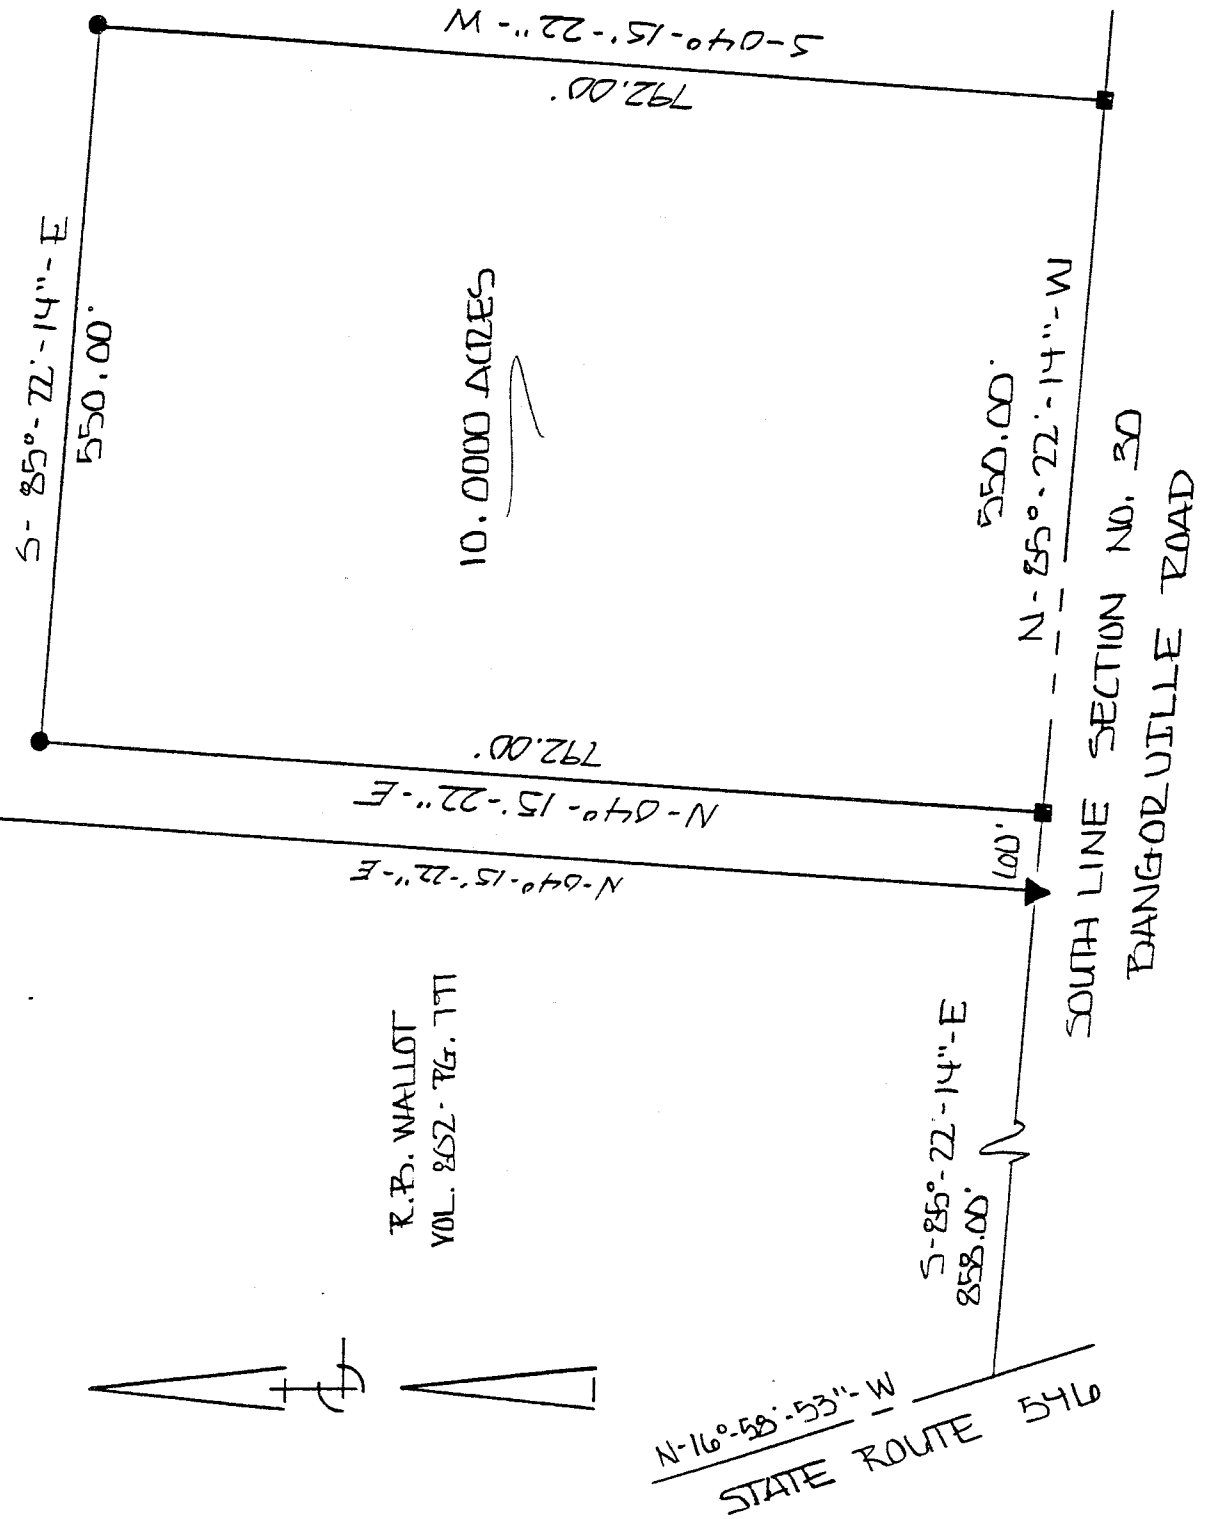 S-85°-22'-14"-E
550.00'
S-04°-15'-22"-W
792.00'
10.0000 ACRES
792.00'
N-04°-15'-22"-E
N-04°-15'-22"-E
550.00'
N-85°-22'-14"-W
100'
SOUTH LINE SECTION NO. 30
BANGORVILLE ROAD
R.B. WALLOT
VOL. 802-PG. 777
S-85°-22'-14"-E
858.00'
N-16°-58'-53"-W
STATE ROUTE 546